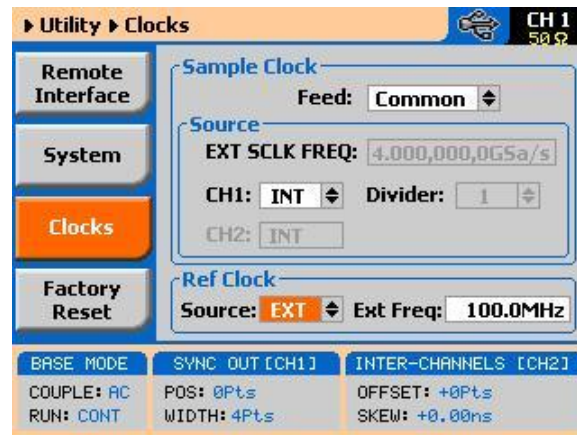 ▶ Utility ▶ Clocks
CH 1
50Ω
Remote
Interface
System
Clocks
Factory
Reset
Sample Clock
Feed: Common
Source
EXT SCLK FREQ: 4.000,000,0GSa/s
CH1: INT Divider: 1
CH2: INT
Ref Clock
Source: EXT Ext Freq: 100.0MHz
BASE MODE
COUPLE: AC
RUN: CONT
SYNC OUT[CH1]
POS: 0Pts
WIDTH: 4Pts
INTER-CHANNELS [CH2]
OFFSET: +0Pts
SKEW: +0.00ns